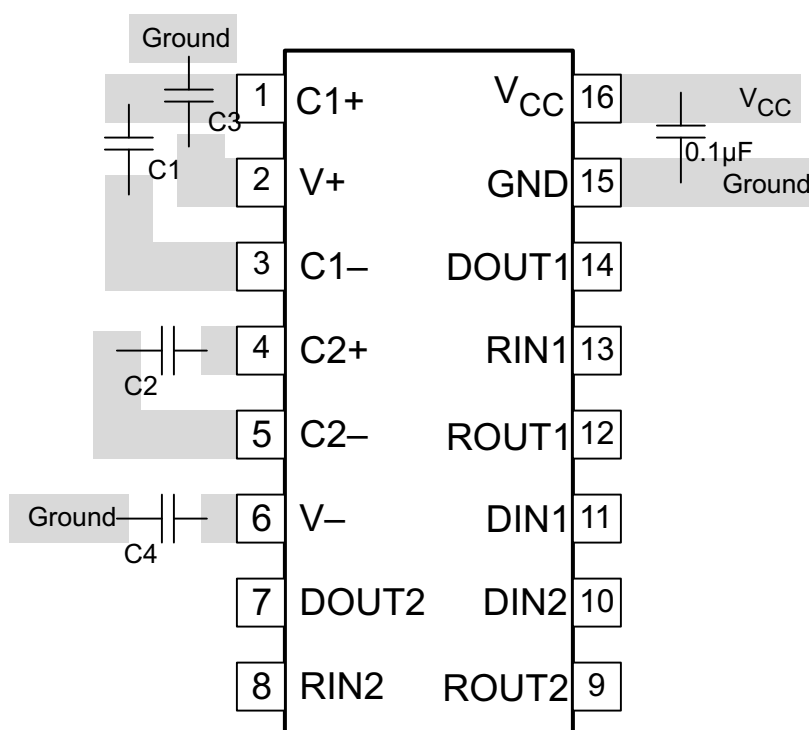 Ground
1 C1+ VCC 16 VCC
C3
C1
0.1µF
2 V+ GND 15 Ground
3 C1– DOUT1 14
4 C2+ RIN1 13
C2
5 C2– ROUT1 12
Ground 6 V– DIN1 11
C4
7 DOUT2 DIN2 10
8 RIN2 ROUT2 9